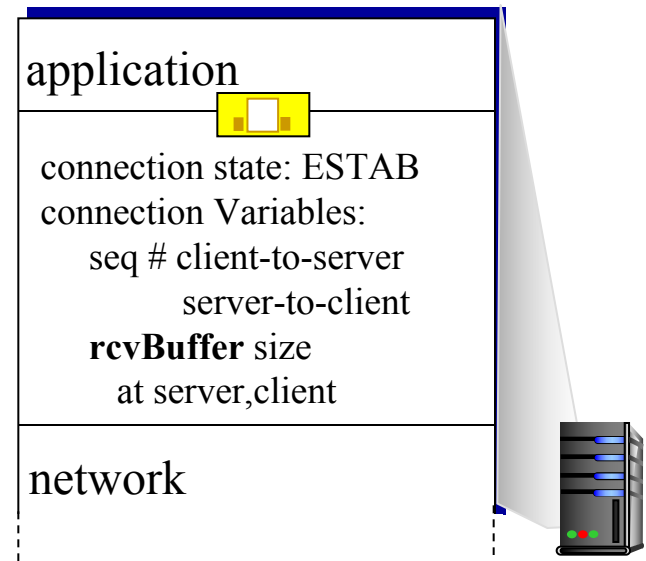 application
connection state: ESTAB
connection Variables:
seq # client-to-server
server-to-client
rcvBuffer size
at server,client
network